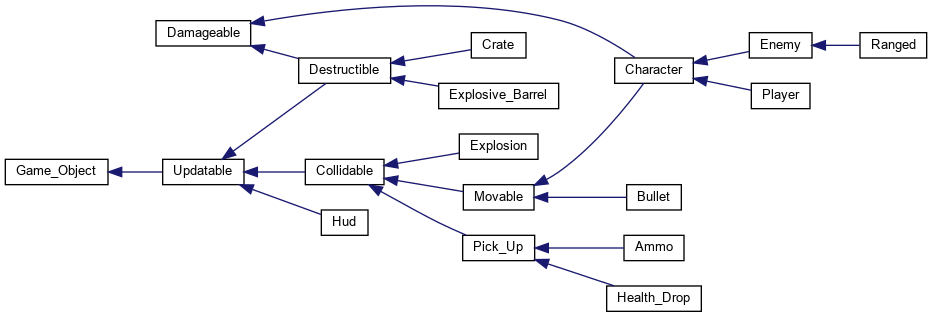 Damageable
Enemy
Ranged
Crate
Destructible
Character
Explosive_Barrel
Player
Explosion
Game_Object
Updatable
Collidable
Movable
Bullet
Hud
Pick_Up
Ammo
Health_Drop